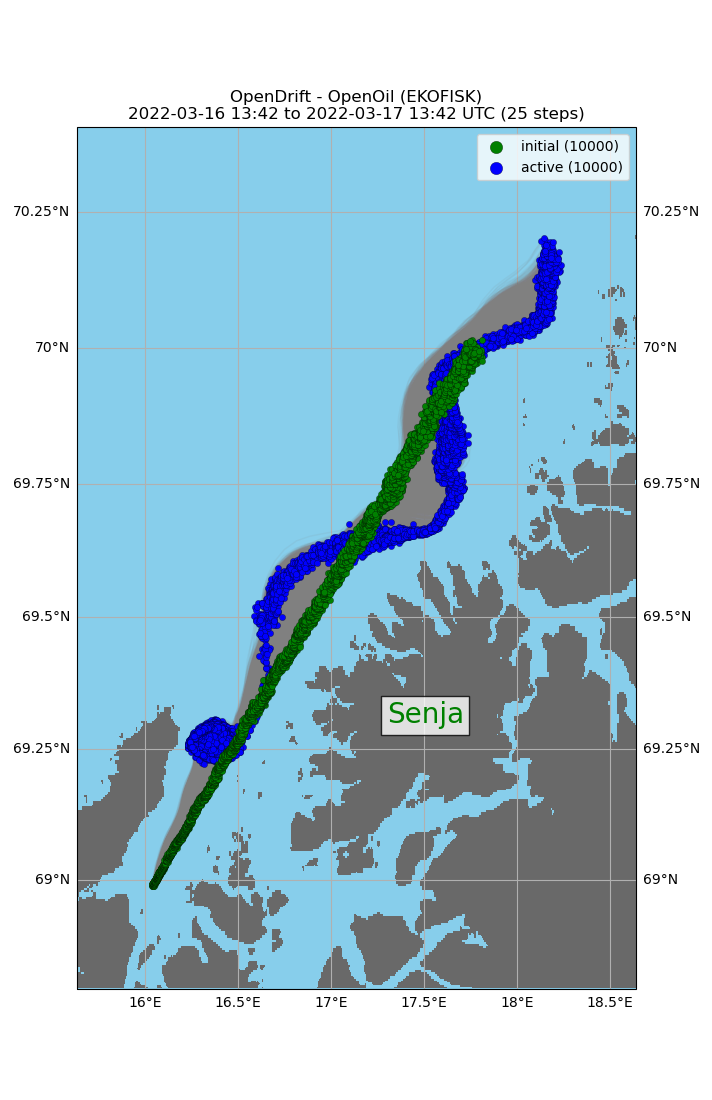 OpenDrift - OpenOil (EKOFISK)
2022-03-16 13:42 to 2022-03-17 13:42 UTC (25 steps)
initial (10000)
active (10000)
70.25°N 70.25°N
70°N 70°N
69.75°N 69.75°N
69.5°N 69.5°N
Senja
69.25°N 69.25°N
69°N 69°N
16°E 16.5°E 17°E 17.5°E 18°E 18.5°E